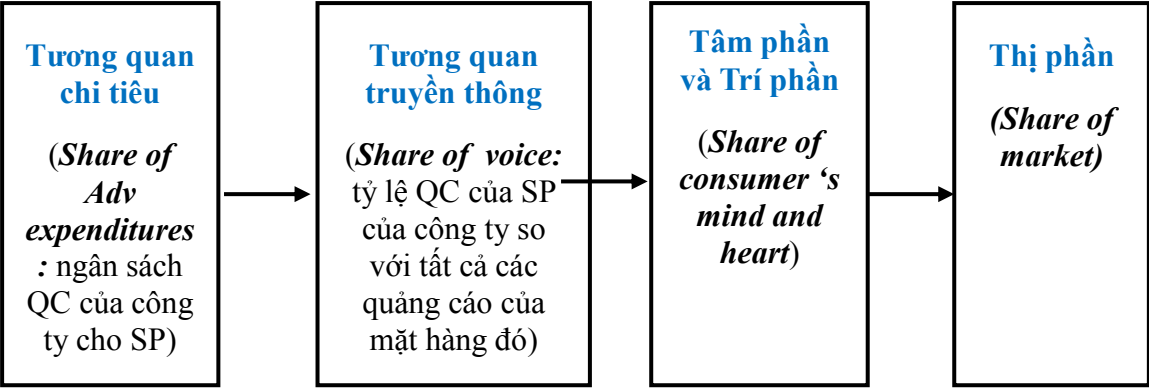 Tương quan
chi tiêu
(Share of
Adv
expenditures
: ngân sách
QC của công
ty cho SP)
Tương quan
truyền thông
(Share of voice:
tỷ lệ QC của SP
của công ty so
với tất cả các
quảng cáo của
mặt hàng đó)
Tâm phần
và Trí phần
(Share of
consumer ‘s
mind and
heart)
Thị phần
(Share of
market)